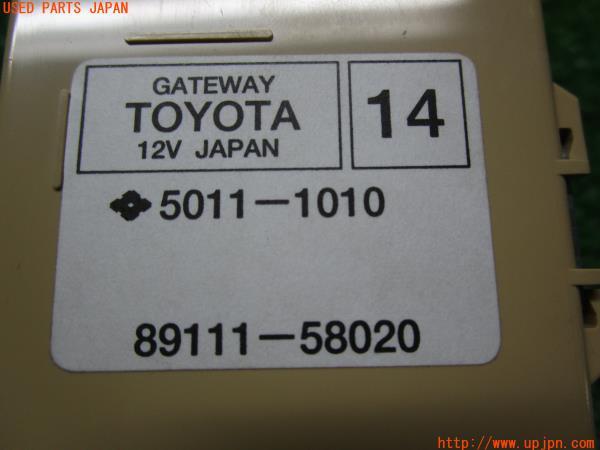 USED PARTS JAPAN
GATEWAY
TOYOTA
12V JAPAN
14
5011-1010
89111-58020
http://www.upjpn.com/